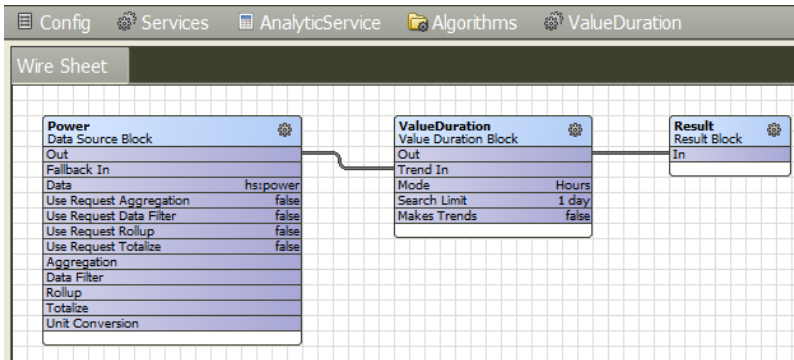 Config Services AnalyticService Algorithms ValueDuration
Wire Sheet
Power
Data Source Block
Out
Fallback In
Data hs:power
Use Request Aggregation false
Use Request Data Filter false
Use Request Rollup false
Use Request Totalize false
Aggregation
Data Filter
Rollup
Totalize
Unit Conversion
ValueDuration
Value Duration Block
Out
Trend In
Mode Hours
Search Limit 1 day
Makes Trends false
Result
Result Block
In